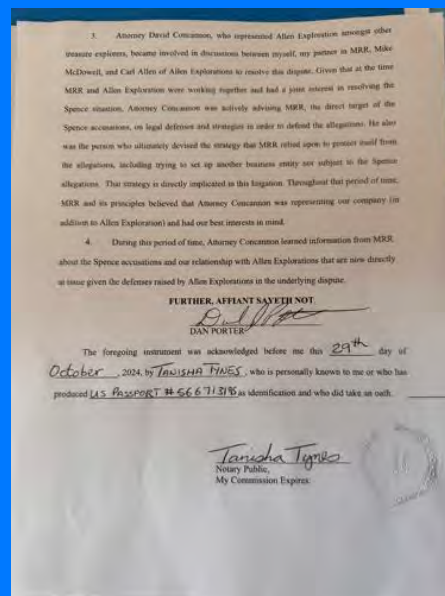 3. Attorney David Concannon, who represented Allen Exploration amongst other
treasure explorers, became involved in discussions between myself, my partner in MRR, Mike
McDowell, and Carl Allen of Allen Explorations to resolve this dispute. Given that at the time
MRR and Allen Exploration were working together and had a joint interest in resolving the
Spence situation, Attorney Concannon was actively advising MRR, the direct target of the
Spence accusations, on legal defenses and strategies in order to defend the allegations. He also
was the person who ultimately devised the strategy that MRR relied upon to protect itself from
the allegations, including trying to set up another business entity not subject to the Spence
allegations. That strategy is directly implicated in this litigation. Throughout that period of time,
MRR and its principles believed that Attorney Concannon was representing our company (in
addition to Allen Exploration) and had our best interests in mind.
4. During this period of time, Attorney Concannon learned information from MRR
about the Spence accusations and our relationship with Allen Explorations that are now directly
at issue given the defenses raised by Allen Explorations in the underlying dispute.
FURTHER, AFFIANT SAYETH NOT
DAN PORTER
The foregoing instrument was acknowledged before me this 29th day of
October, 2024, by TANISHA TYNES, who is personally known to me or who has
produced US PASSPORT # as identification and who did take an oath.
Tanisha Tynes
Notary Public,
My Commission Expires: